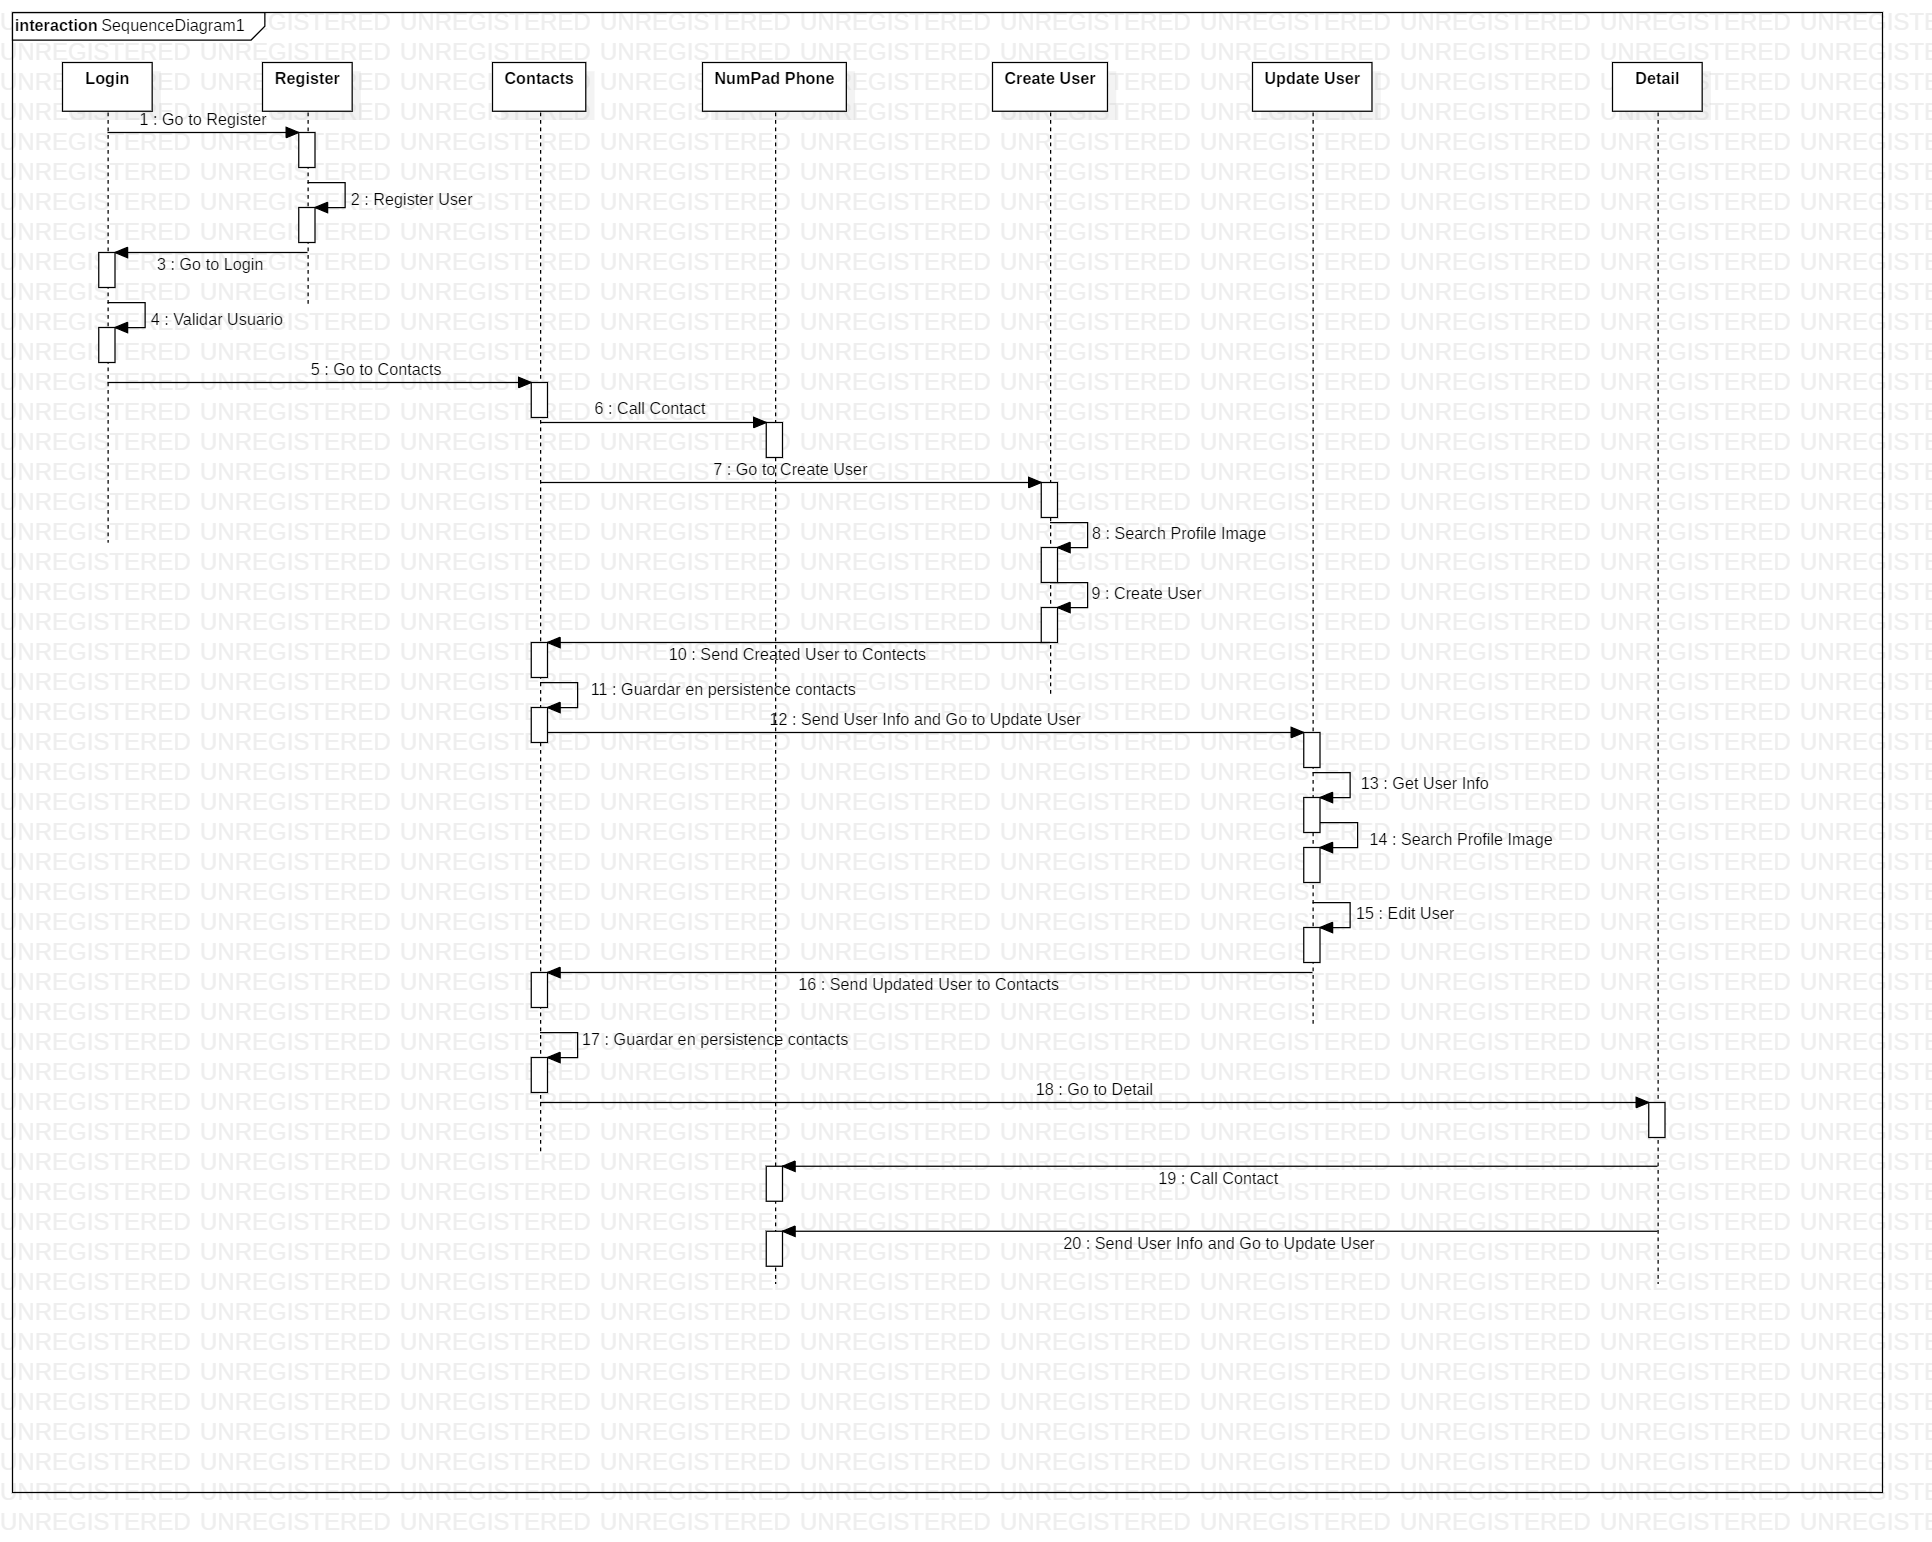 interaction SequenceDiagram1
Login
Register
Contacts
NumPad Phone
Create User
Update User
Detail
1 : Go to Register
2 : Register User
3 : Go to Login
4 : Validar Usuario
5 : Go to Contacts
6 : Call Contact
7 : Go to Create User
8 : Search Profile Image
9 : Create User
10 : Send Created User to Contects
11 : Guardar en persistence contacts
12 : Send User Info and Go to Update User
13 : Get User Info
14 : Search Profile Image
15 : Edit User
16 : Send Updated User to Contacts
17 : Guardar en persistence contacts
18 : Go to Detail
19 : Call Contact
20 : Send User Info and Go to Update User
UNREGISTERED